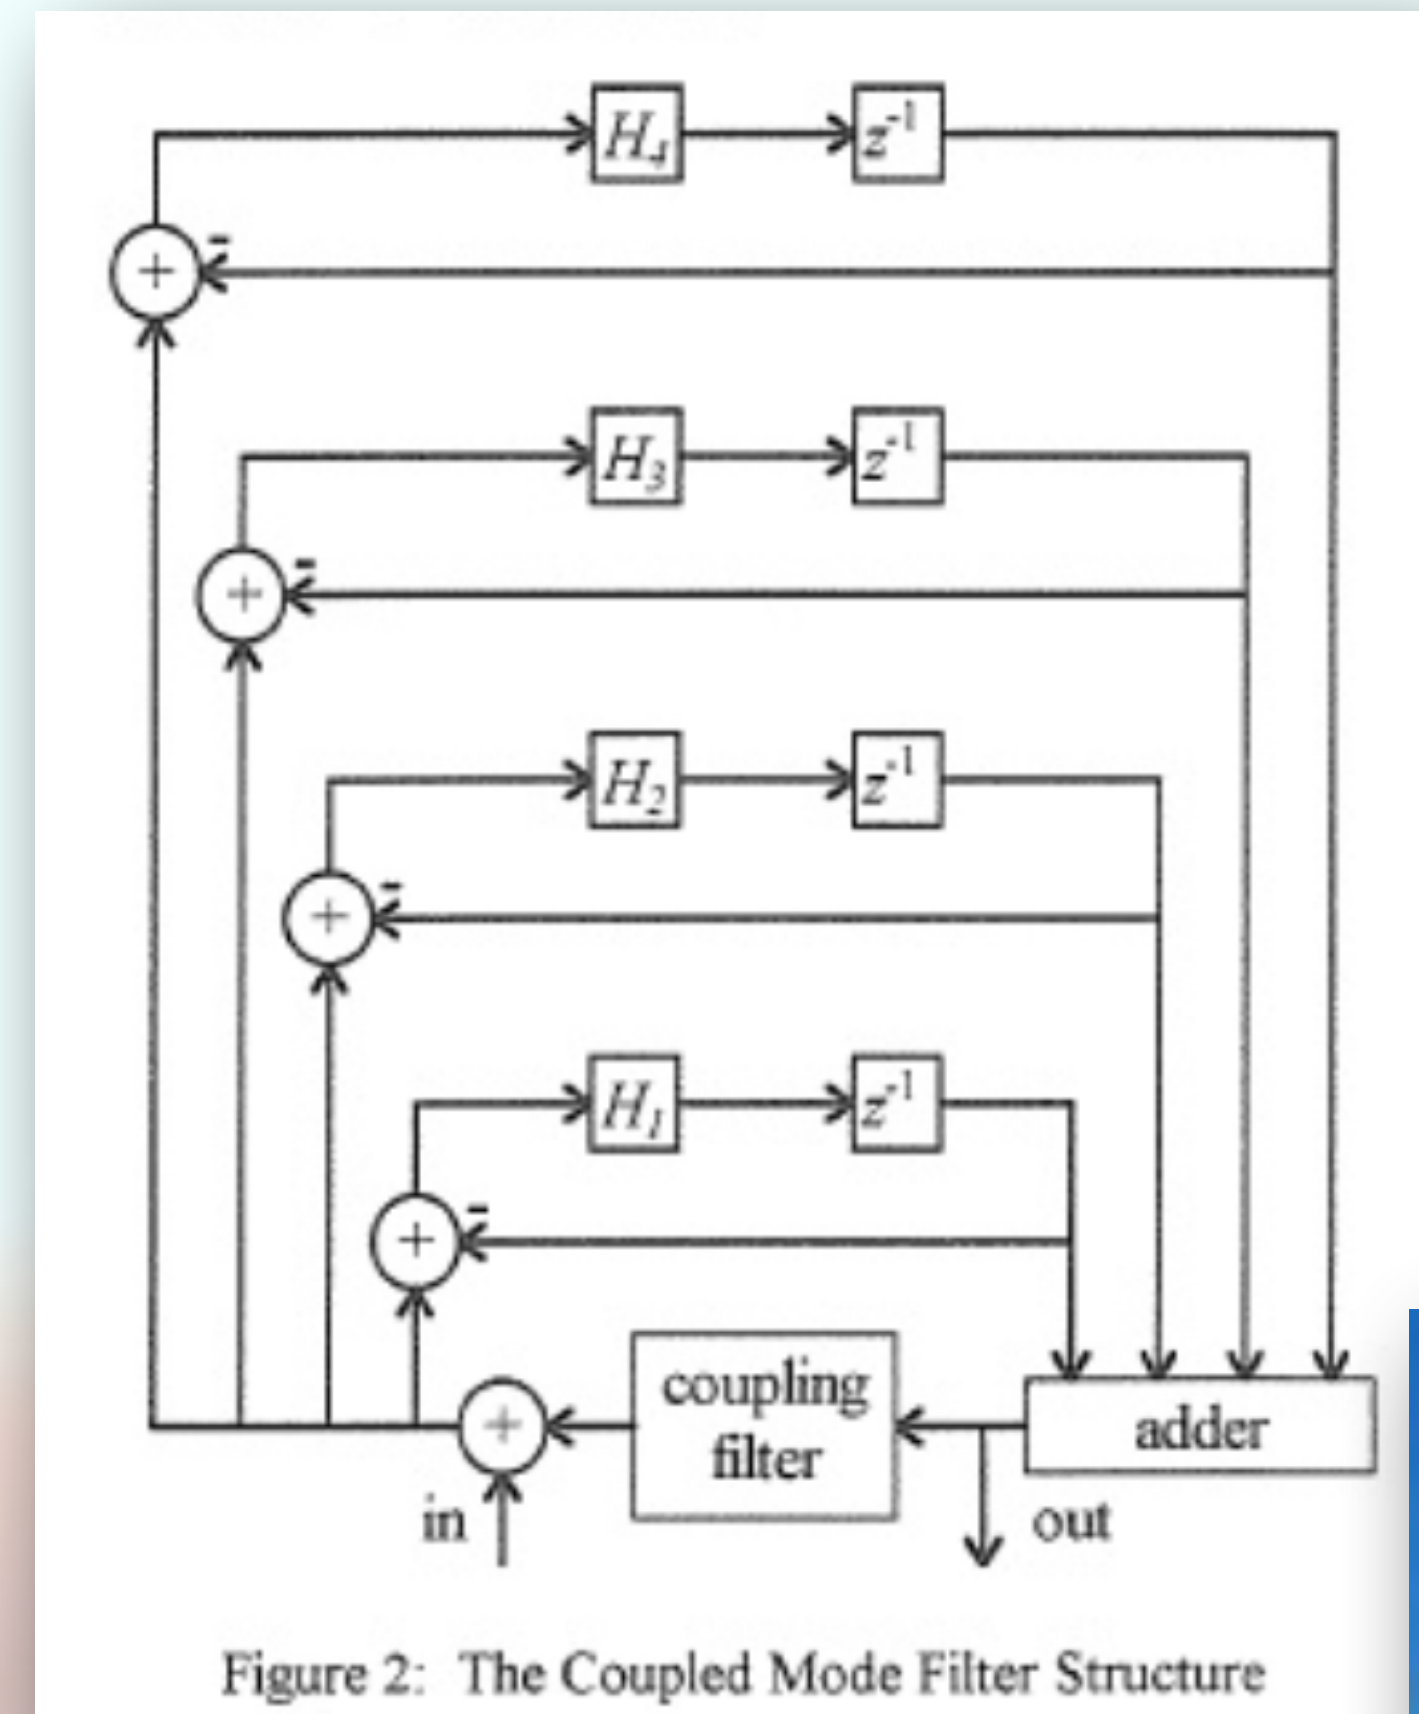 H₄ z⁻¹
+ -
H₃ z⁻¹
+ -
H₂ z⁻¹
+ -
H₁ z⁻¹
+ -
coupling
filter
adder
+
in
out
Figure 2: The Coupled Mode Filter Structure